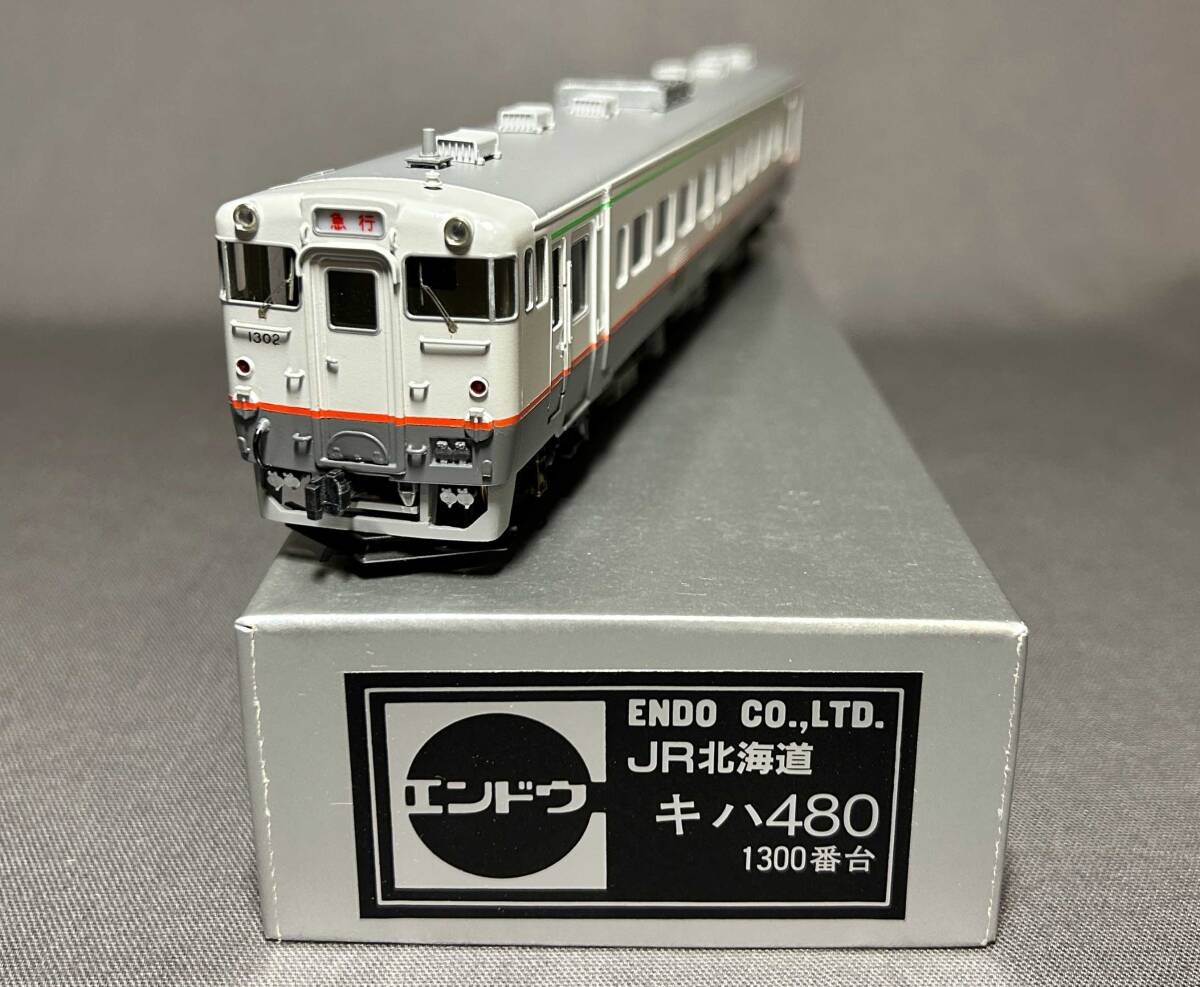 急行
1302
ENDO CO.,LTD.
エンドウ
JR北海道
キハ480
1300番台